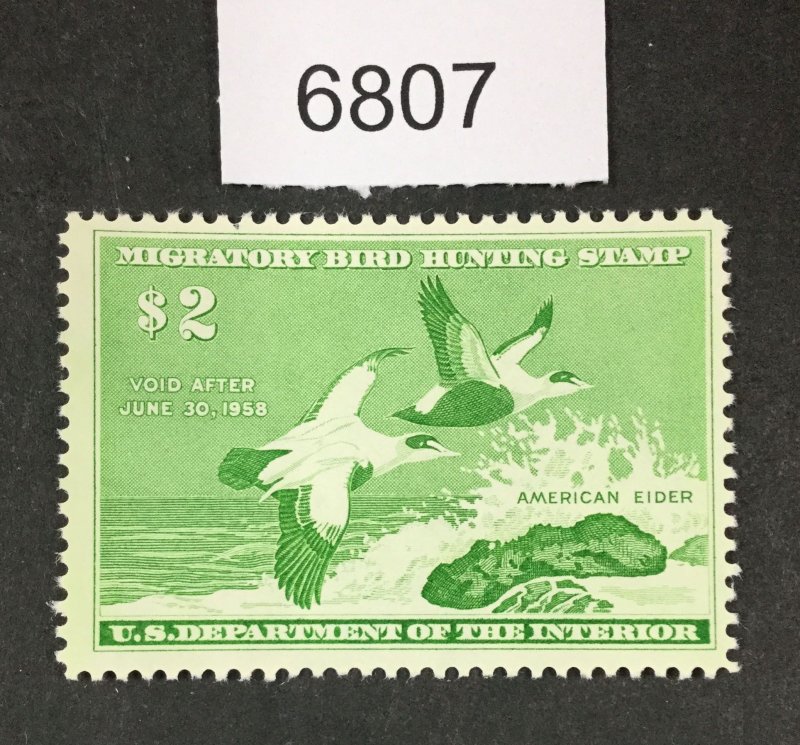 6807
MIGRATORY BIRD HUNTING STAMP
$2
VOID AFTER
JUNE 30, 1958
AMERICAN EIDER
U.S. DEPARTMENT OF THE INTERIOR